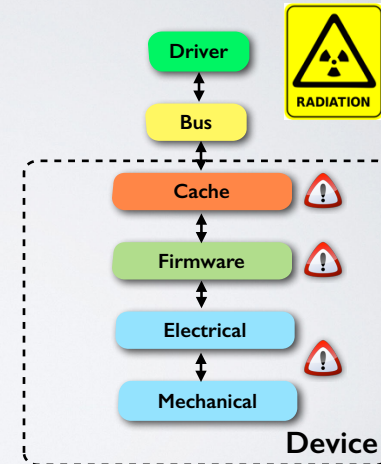 Driver
RADIATION
Bus
Cache
Firmware
Electrical
Mechanical
Device